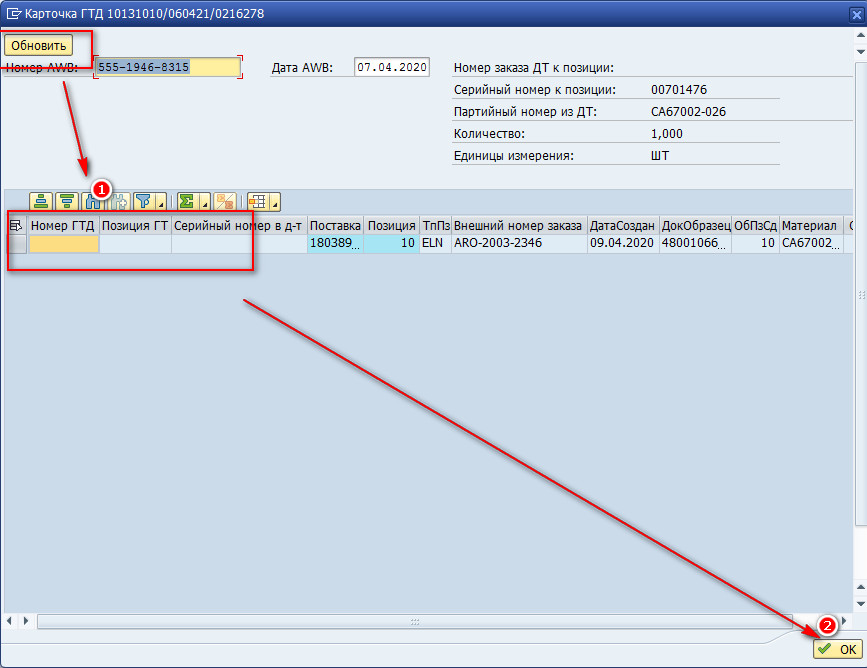 Карточка ГТД 10131010/060421/0216278
Обновить
Номер AWB: 555-1946-8315 Дата AWB: 07.04.2020 Номер заказа ДТ к позиции:
Серийный номер к позиции: 00701476
Партийный номер из ДТ: CA67002-026
Количество: 1,000
Единицы измерения: ШТ
1
Номер ГТД Позиция ГТ Серийный номер в д-т Поставка Позиция ТпПз Внешний номер заказа ДатаСоздан ДокОбразец ОбПзСд Материал
180389... 10 ELN ARO-2003-2346 09.04.2020 48001066... 10 CA67002...
2
OK